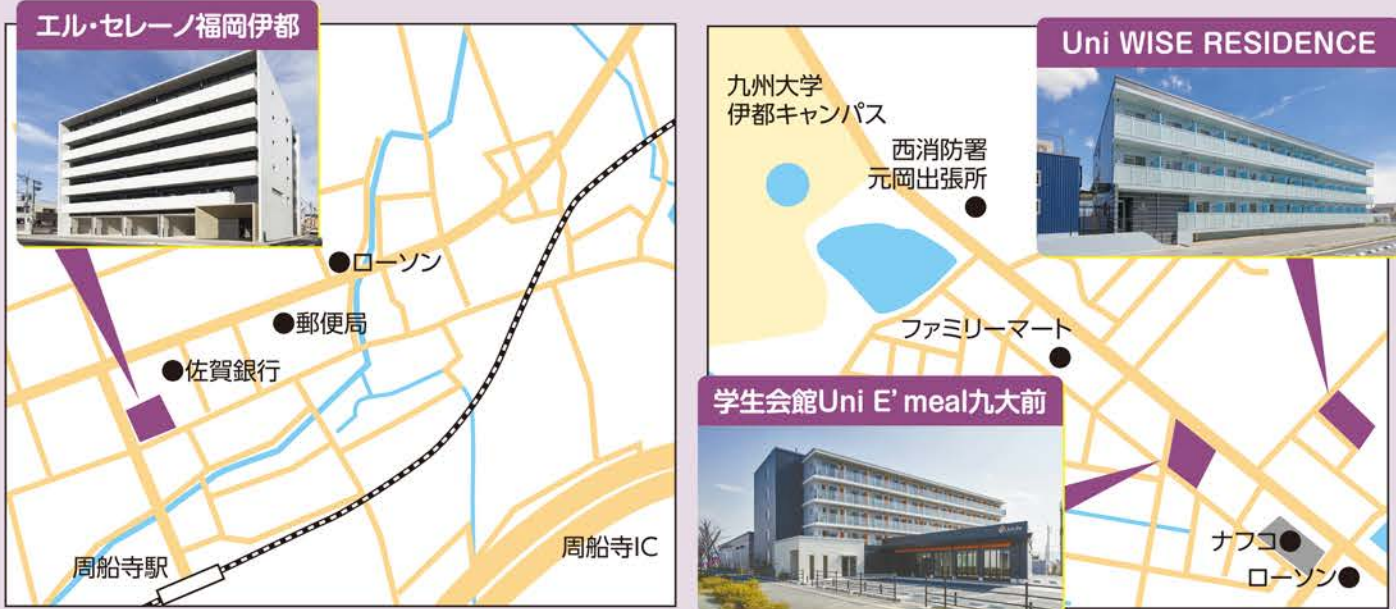 エル・セレーノ福岡伊都
ローソン
郵便局
佐賀銀行
周船寺駅
周船寺IC
Uni WISE RESIDENCE
九州大学
伊都キャンパス
西消防署
元岡出張所
ファミリーマート
学生会館Uni E’meal九大前
ナフコ
ローソン